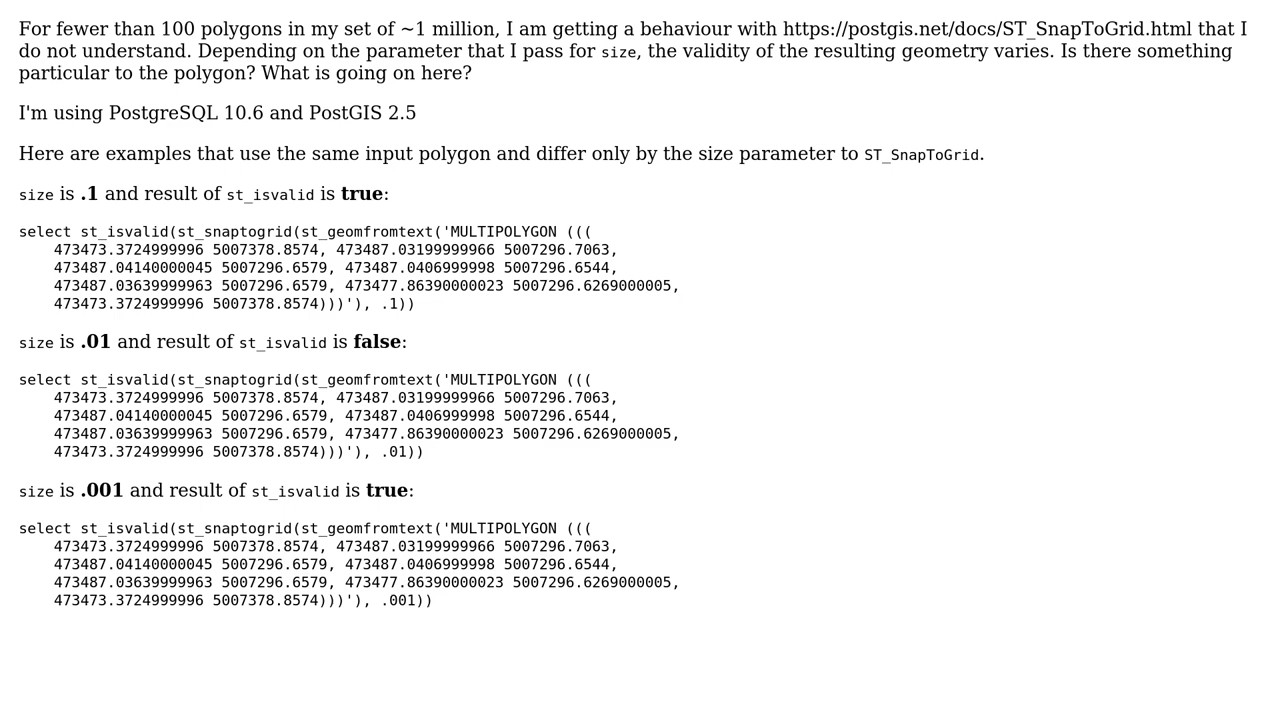 For fewer than 100 polygons in my set of ~1 million, I am getting a behaviour with https://postgis.net/docs/ST_SnapToGrid.html that I
do not understand. Depending on the parameter that I pass for size, the validity of the resulting geometry varies. Is there something
particular to the polygon? What is going on here?
I'm using PostgreSQL 10.6 and PostGIS 2.5
Here are examples that use the same input polygon and differ only by the size parameter to ST_SnapToGrid.
size is .1 and result of st_isvalid is true:
select st_isvalid(st_snaptogrid(st_geomfromtext('MULTIPOLYGON (((
    473473.3724999996 5007378.8574, 473487.03199999966 5007296.7063,
    473487.04140000045 5007296.6579, 473487.0406999998 5007296.6544,
    473487.03639999963 5007296.6579, 473477.86390000023 5007296.6269000005,
    473473.3724999996 5007378.8574)))'), .1))
size is .01 and result of st_isvalid is false:
select st_isvalid(st_snaptogrid(st_geomfromtext('MULTIPOLYGON (((
    473473.3724999996 5007378.8574, 473487.03199999966 5007296.7063,
    473487.04140000045 5007296.6579, 473487.0406999998 5007296.6544,
    473487.03639999963 5007296.6579, 473477.86390000023 5007296.6269000005,
    473473.3724999996 5007378.8574)))'), .01))
size is .001 and result of st_isvalid is true:
select st_isvalid(st_snaptogrid(st_geomfromtext('MULTIPOLYGON (((
    473473.3724999996 5007378.8574, 473487.03199999966 5007296.7063,
    473487.04140000045 5007296.6579, 473487.0406999998 5007296.6544,
    473487.03639999963 5007296.6579, 473477.86390000023 5007296.6269000005,
    473473.3724999996 5007378.8574)))'), .001))